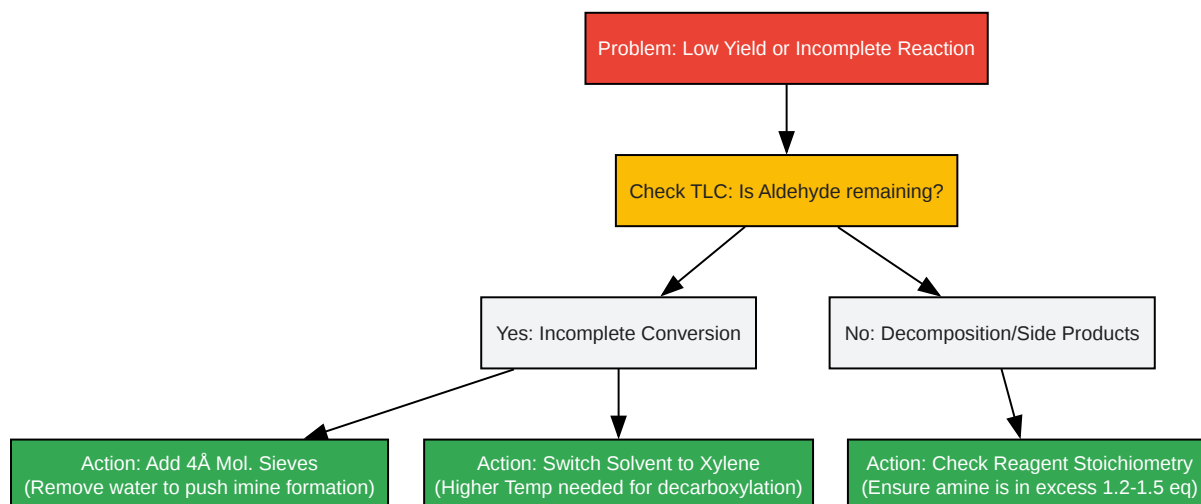 Problem: Low Yield or Incomplete Reaction
Check TLC: Is Aldehyde remaining?
Yes: Incomplete Conversion
No: Decomposition/Side Products
Action: Add 4Å Mol. Sieves
(Remove water to push imine formation)
Action: Switch Solvent to Xylene
(Higher Temp needed for decarboxylation)
Action: Check Reagent Stoichiometry
(Ensure amine is in excess 1.2-1.5 eq)